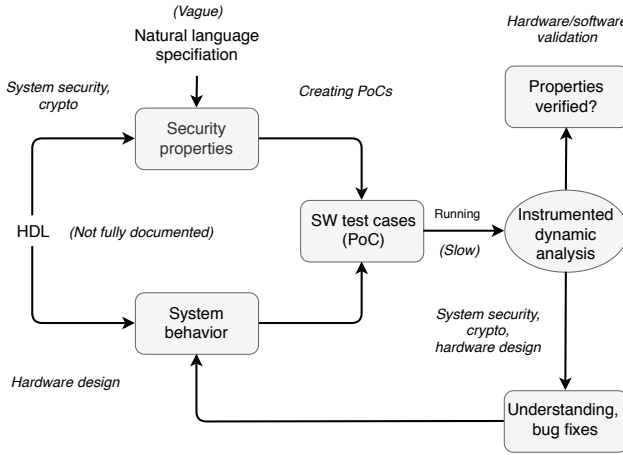 (Vague)
Natural language
specifiation
Hardware/software
validation
System security,
crypto
Creating PoCs
Security
properties
Properties
verified?
HDL
(Not fully documented)
SW test cases
(PoC)
Running
(Slow)
Instrumented
dynamic
analysis
System
behavior
System security,
crypto,
hardware design
Hardware design
Understanding,
bug fixes